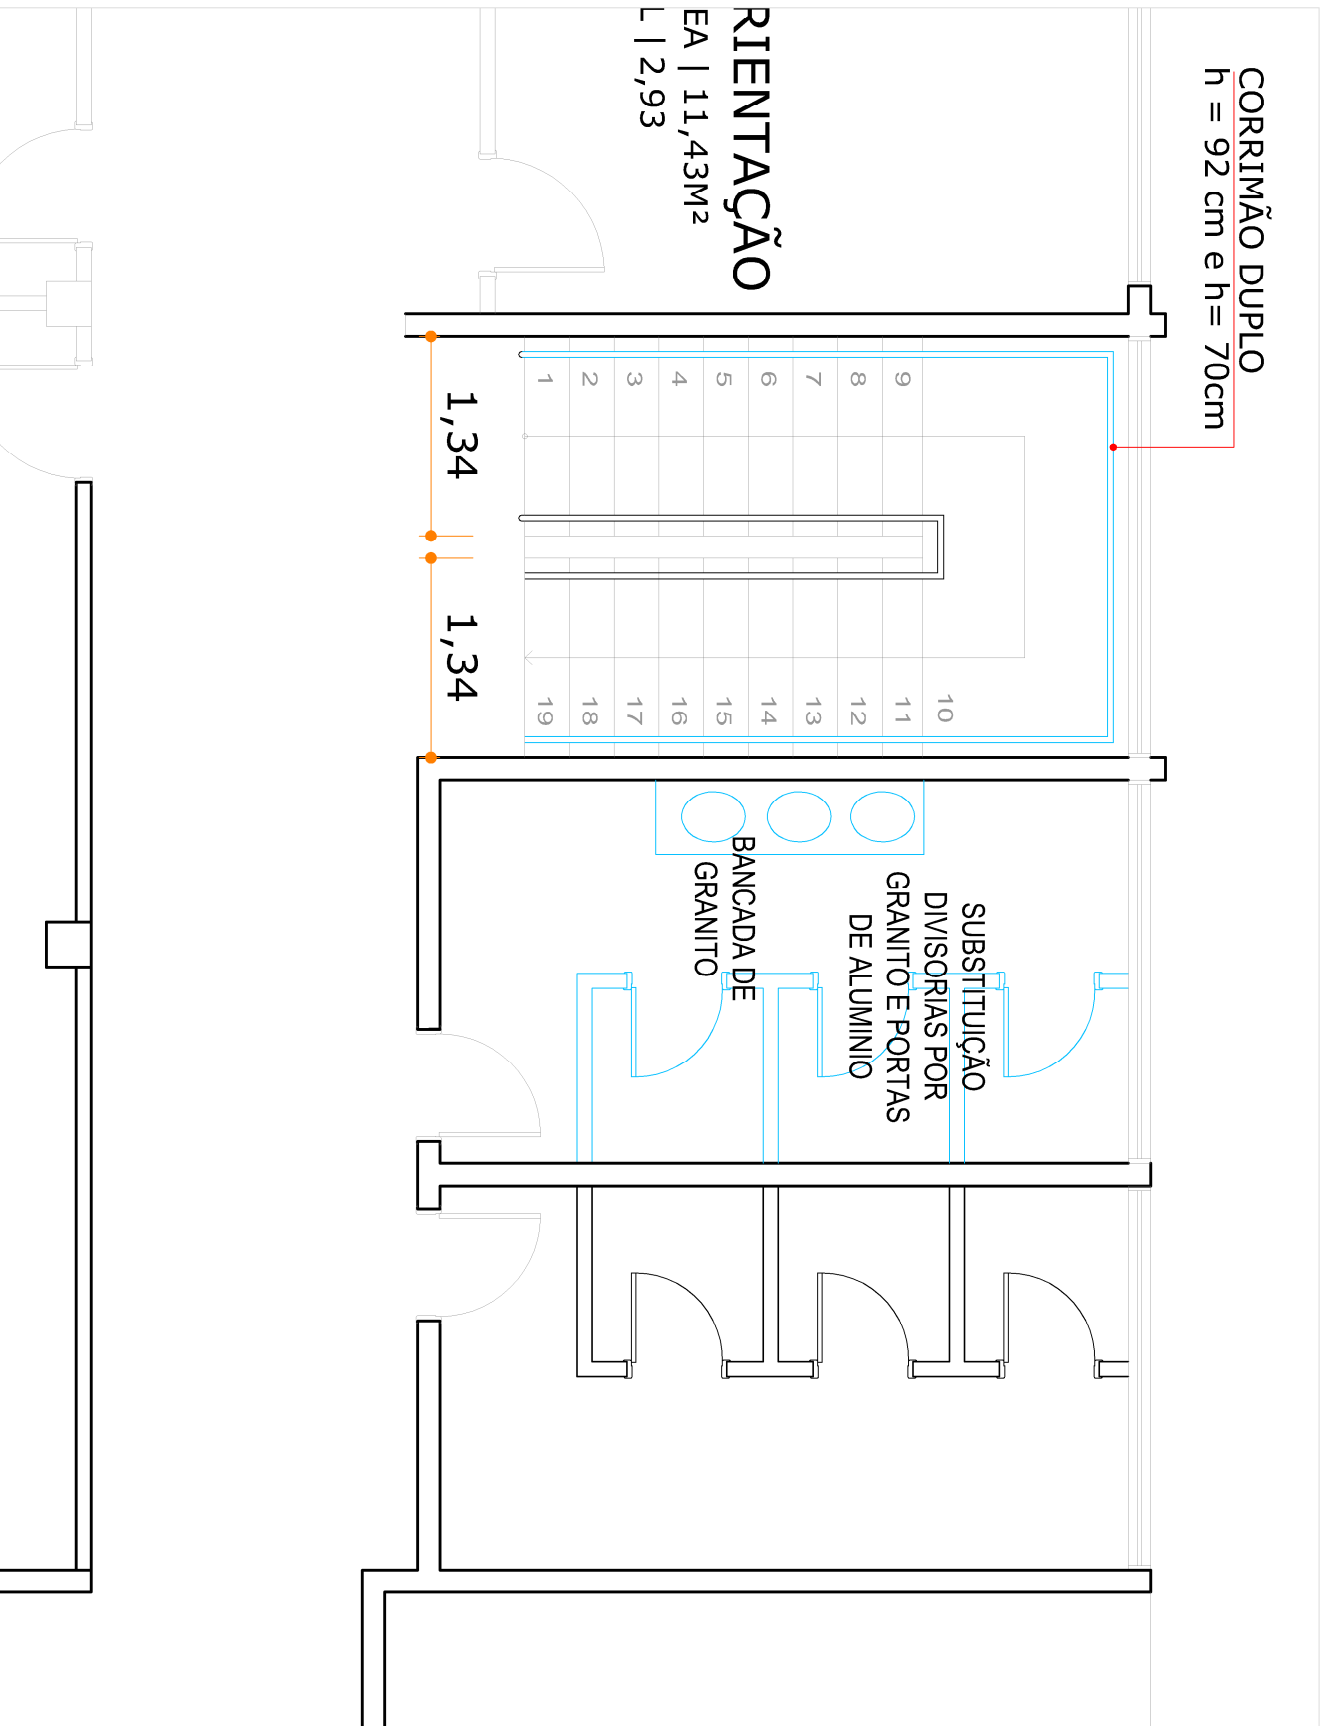 CORRIMÃO DUPLO
h = 92 cm e h= 70cm
RIENTAÇÃO
EA | 11,43M²
L | 2,93
1
2
3
4
5
6
7
8
9
10
11
12
13
14
15
16
17
18
19
1,34
1,34
BANCADA DE
GRANITO
SUBSTITUIÇÃO
DIVISORIAS POR
GRANITO E PORTAS
DE ALUMINIO